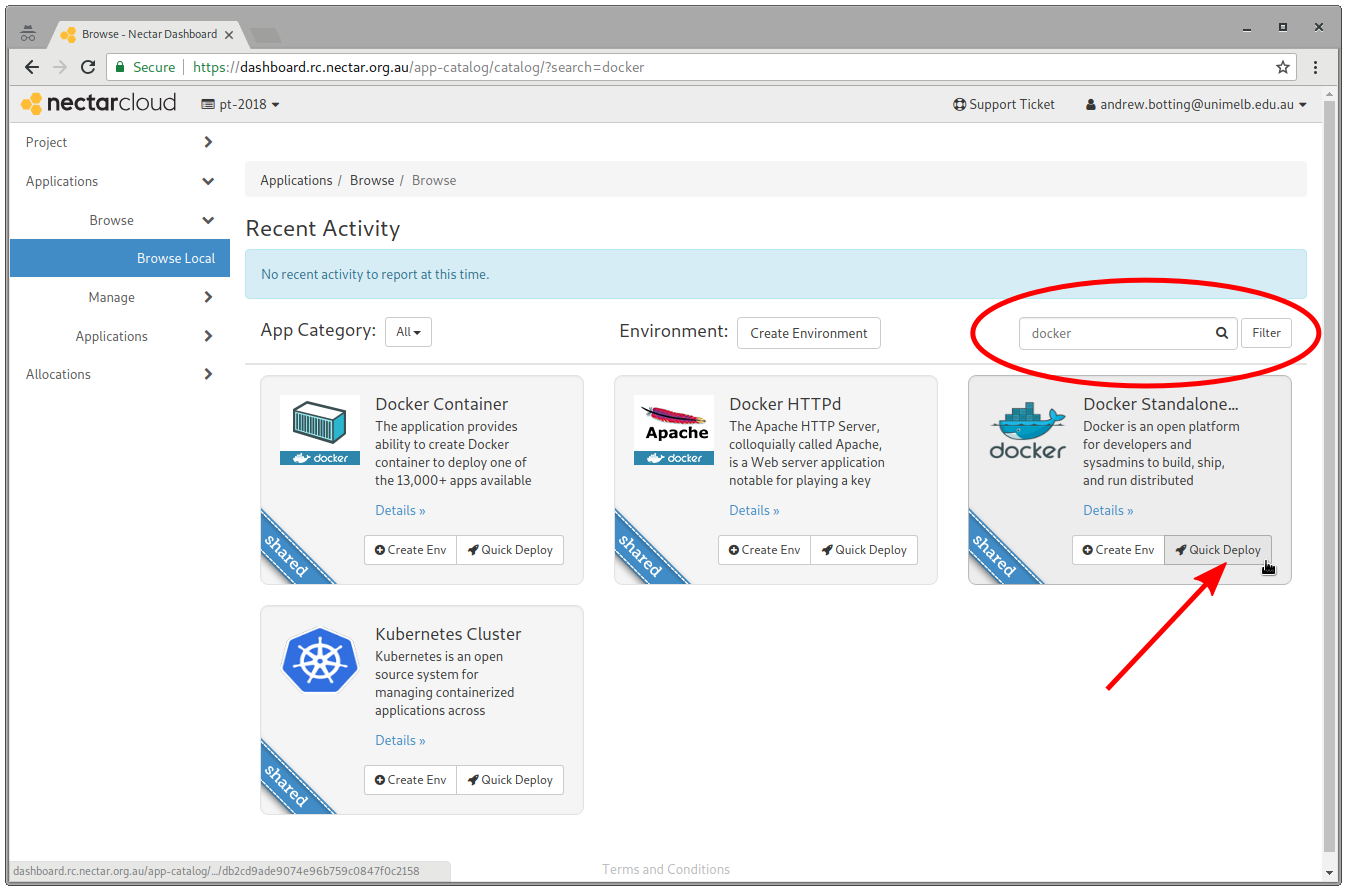 Browse - Nectar Dashboard
Secure https://dashboard.rc.nectar.org.au/app-catalog/catalog/?search=docker
nectarcloud pt-2018 Support Ticket andrew.botting@unimelb.edu.au
Project
Applications
Browse
Browse Local
Manage
Applications
Allocations
Applications / Browse / Browse
Recent Activity
No recent activity to report at this time.
App Category: All Environment: Create Environment docker Filter
docker
Docker Container
The application provides
ability to create Docker
container to deploy one of
the 13,000+ apps available
Details »
shared
Create Env Quick Deploy
Apache
docker
Docker HTTPd
The Apache HTTP Server,
colloquially called Apache,
is a Web server application
notable for playing a key
Details »
shared
Create Env Quick Deploy
docker
Docker Standalone...
Docker is an open platform
for developers and
sysadmins to build, ship,
and run distributed
Details »
shared
Create Env Quick Deploy
Kubernetes Cluster
Kubernetes is an open
source system for
managing containerized
applications across
Details »
shared
Create Env Quick Deploy
dashboard.rc.nectar.org.au/app-catalog/.../db2cd9ade9074e96b759c0847f0c2158
Terms and Conditions